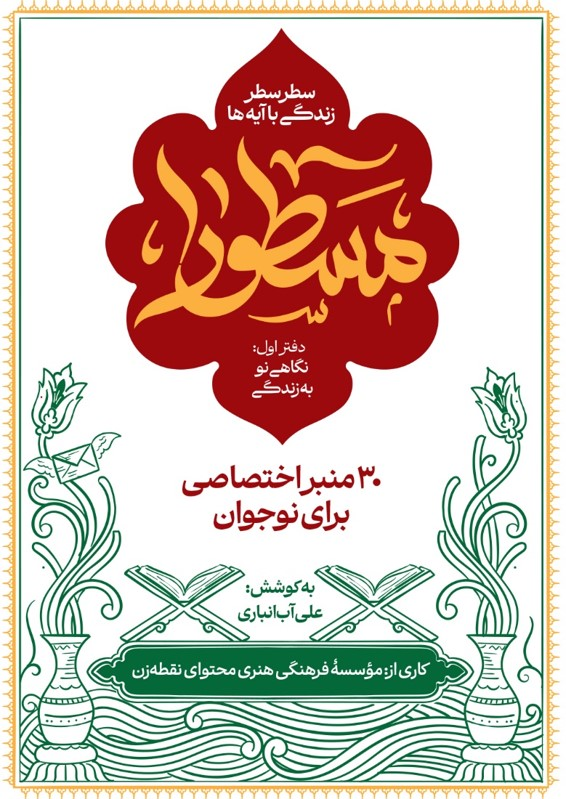 سطر سطر
زندگی با آیه‌ها
مسطورا
دفتر اول:
نگاهی نو
به زندگی
۳۰ منبر اختصاصی
برای نوجوان
به کوشش:
علی آب‌انباری
کاری از: مؤسسهٔ فرهنگی هنری محتوای نقطه‌زن